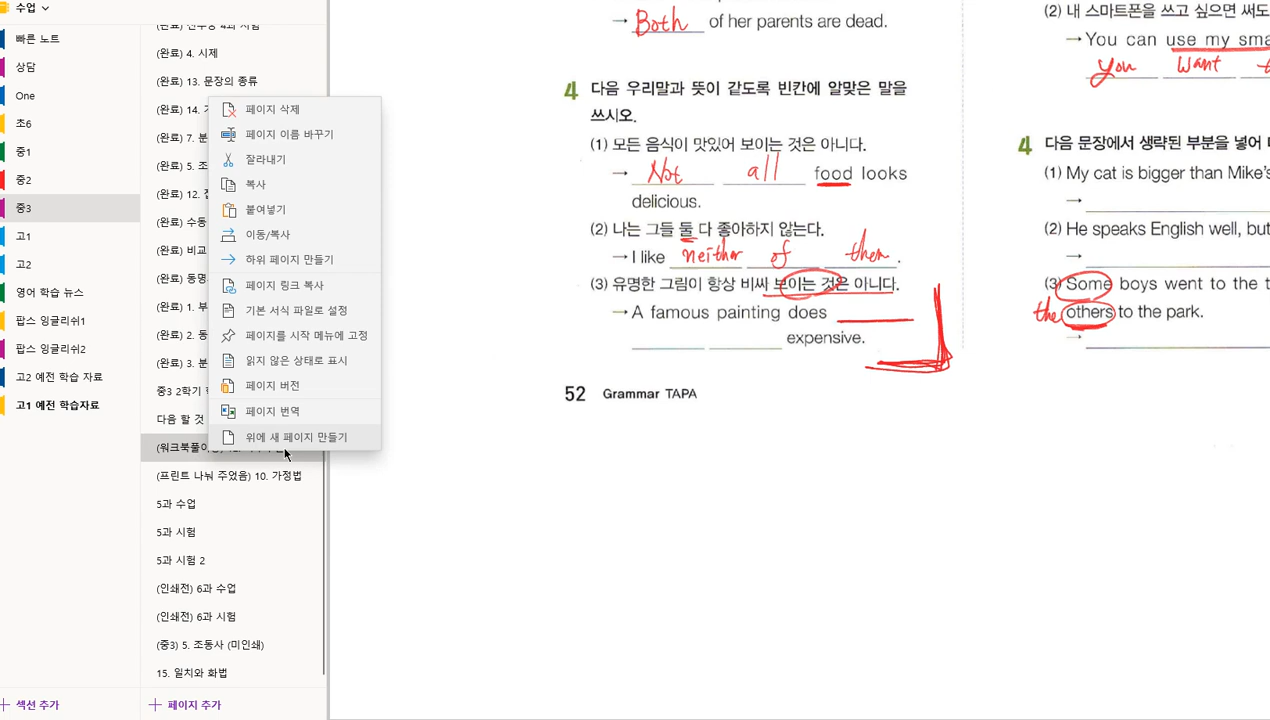 수업
빠른 노트
상담
One
초6
중1
중2
중3
고1
고2
영어 학습 뉴스
팝스 잉글리쉬1
팝스 잉글리쉬2
고2 예전 학습 자료
고1 예전 학습자료
섹션 추가
(완료) 4. 시제
(완료) 13. 문장의 종류
(완료) 14.
(완료) 7. 분
(완료) 5. 조
(완료) 12.
(완료) 수동
(완료) 비교
(완료) 동명
(완료) 1. 부
(완료) 2. 동
(완료) 3. 분
중3 2학기
다음 할 것
(워크북풀이
(프린트 나눠 주었음) 10. 가정법
5과 수업
5과 시험
5과 시험 2
(인쇄전) 6과 수업
(인쇄전) 6과 시험
(중3) 5. 조동사 (미인쇄)
15. 일치와 화법
페이지 추가
페이지 삭제
페이지 이름 바꾸기
잘라내기
복사
붙여넣기
이동/복사
하위 페이지 만들기
페이지 링크 복사
기본 서식 파일로 설정
페이지를 시작 메뉴에 고정
읽지 않은 상태로 표시
페이지 버전
페이지 번역
위에 새 페이지 만들기
→ Both of her parents are dead.
4 다음 우리말과 뜻이 같도록 빈칸에 알맞은 말을
쓰시오.
(1) 모든 음식이 맛있어 보이는 것은 아니다.
→ Not all food looks
delicious.
(2) 나는 그들 둘 다 좋아하지 않는다.
→ I like neither of them.
(3) 유명한 그림이 항상 비싸 보이는 것은 아니다.
→ A famous painting does
expensive.
52 Grammar TAPA
(2) 내 스마트폰을 쓰고 싶으면 써도
→ You can use my sma
you want
4 다음 문장에서 생략된 부분을 넣어
(1) My cat is bigger than Mike's
→
(2) He speaks English well, but
→
(3) Some boys went to the t
the others to the park.
→